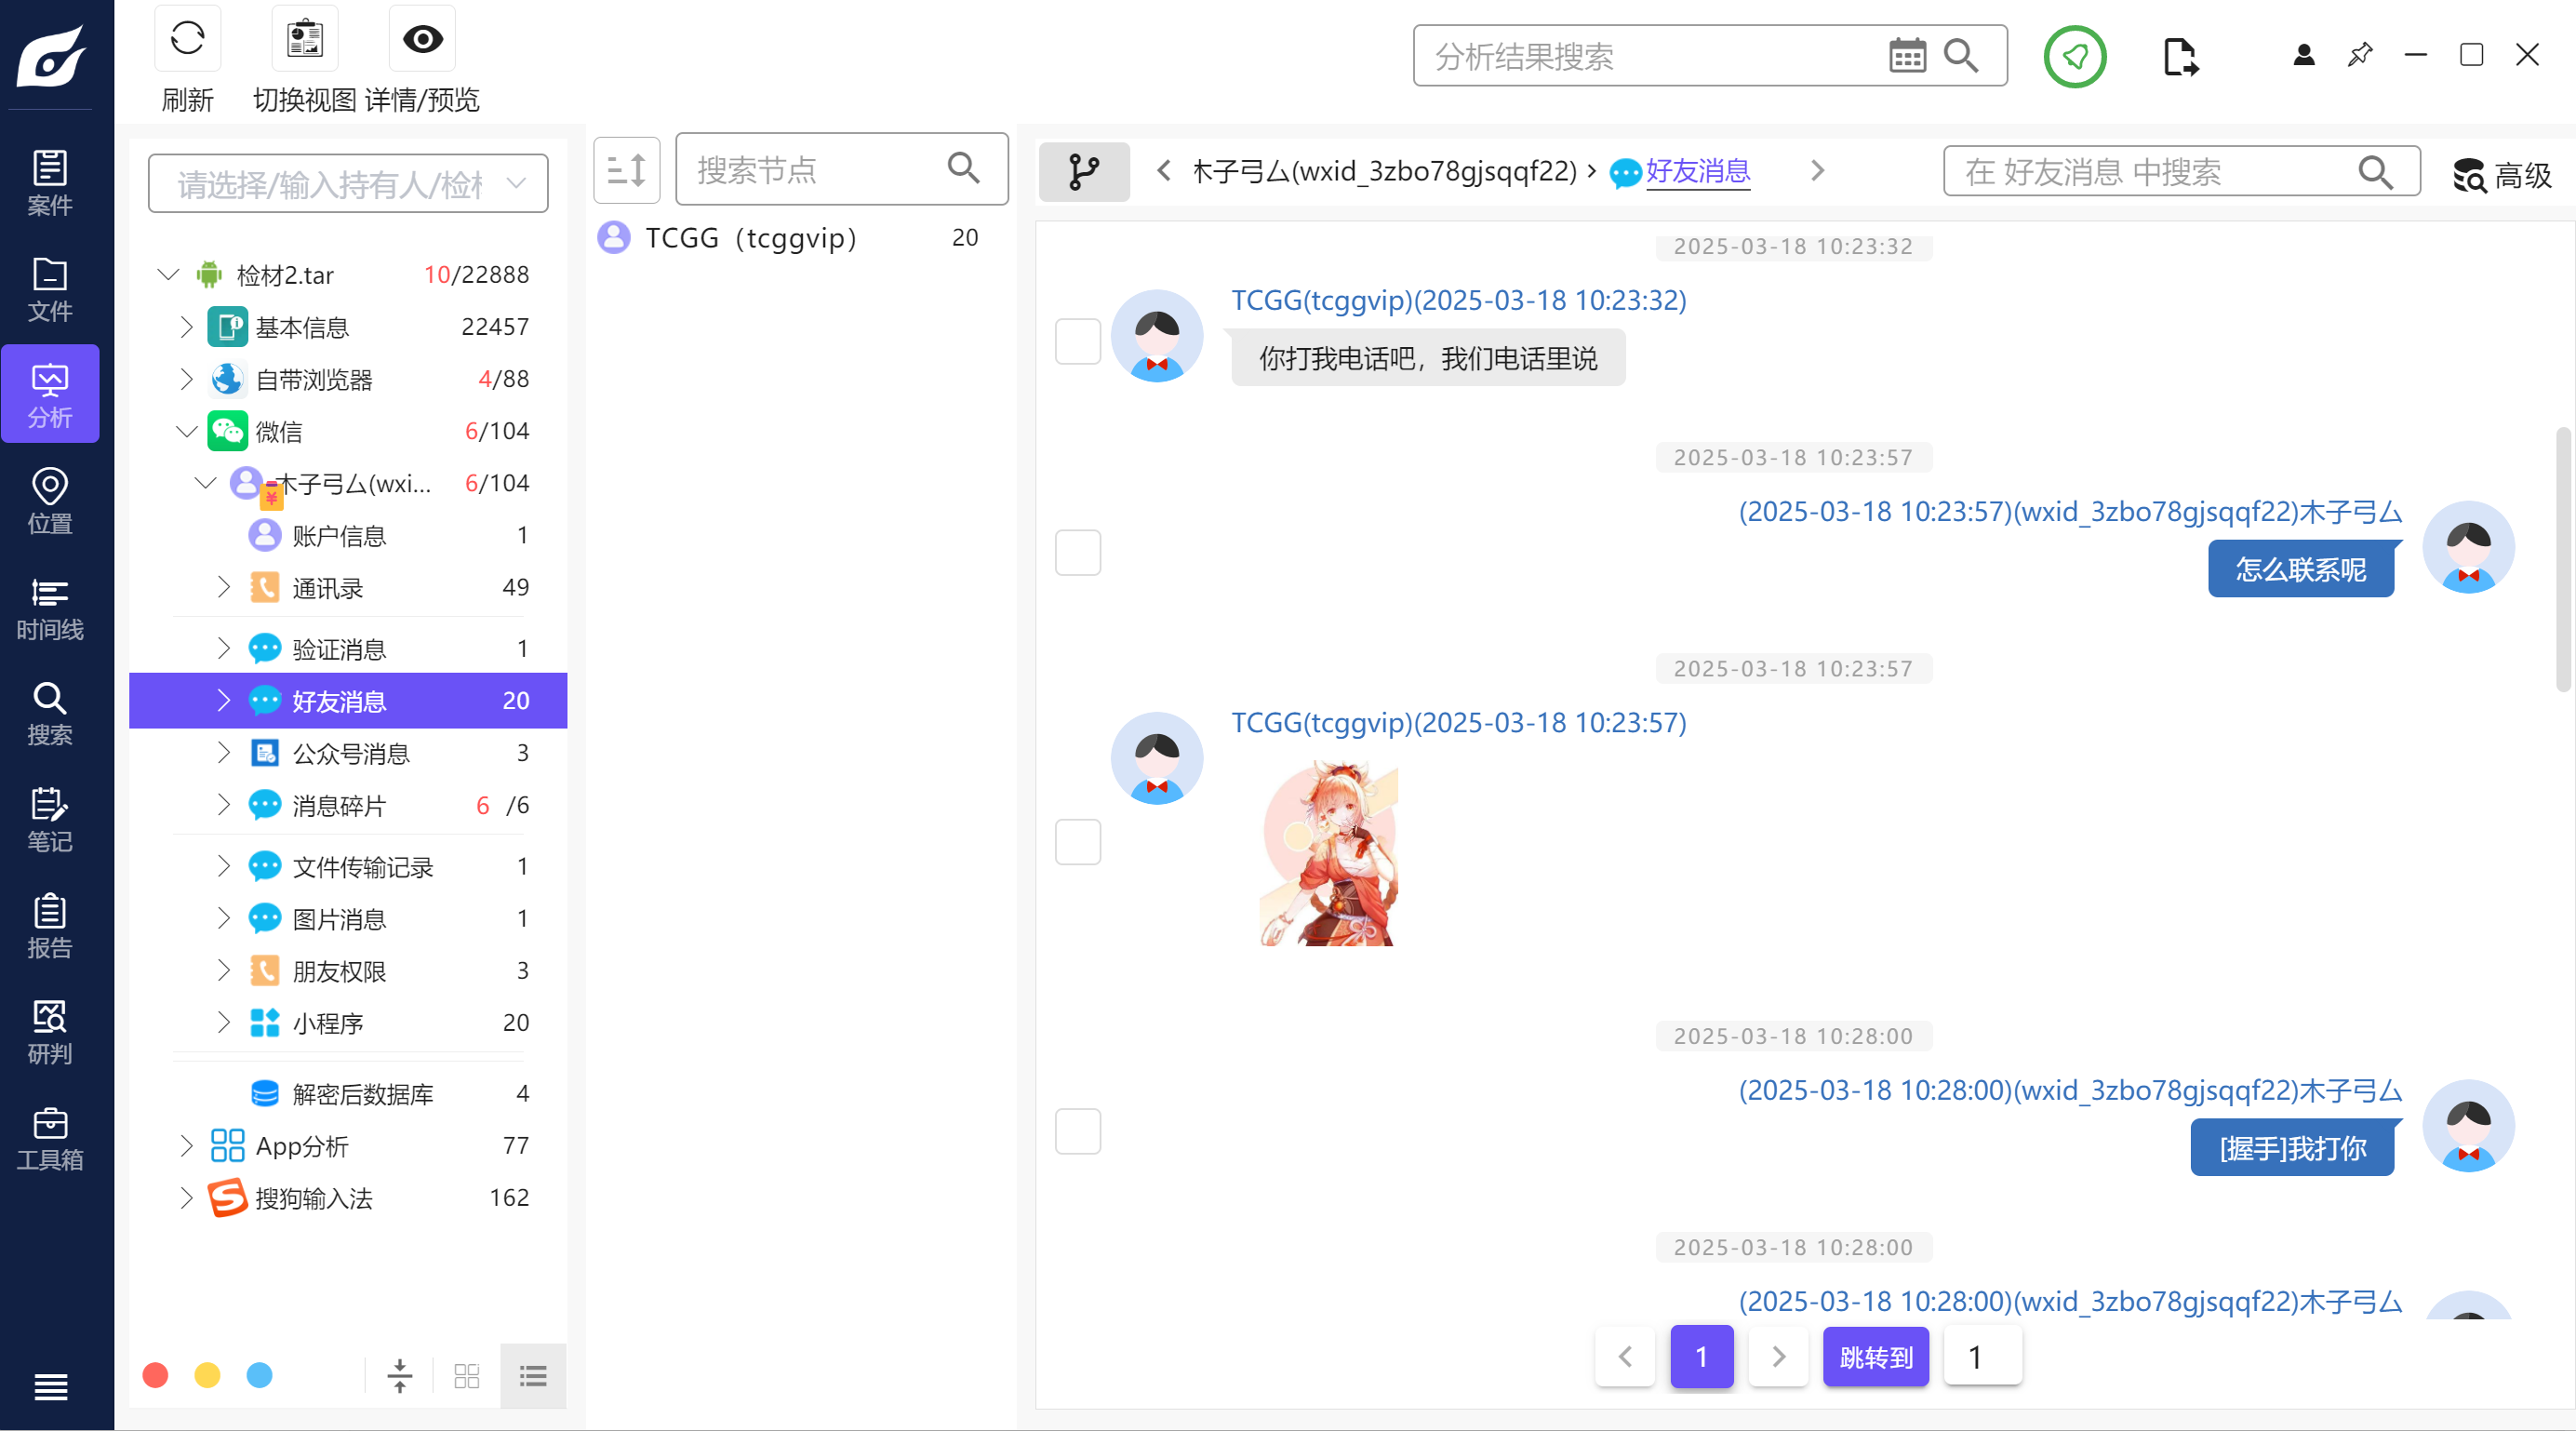 刷新
切换视图
详情/预览
分析结果搜索
案件
文件
分析
位置
时间线
搜索
笔记
报告
研判
工具箱
请选择/输入持有人/检
检材2.tar 10/22888
基本信息 22457
自带浏览器 4/88
微信 6/104
木子弓厶(wxi... 6/104
账户信息 1
通讯录 49
验证消息 1
好友消息 20
公众号消息 3
消息碎片 6 /6
文件传输记录 1
图片消息 1
朋友权限 3
小程序 20
解密后数据库 4
App分析 77
搜狗输入法 162
搜索节点
TCGG（tcggvip） 20
木子弓厶(wxid_3zbo78gjsqqf22) › 好友消息
在 好友消息 中搜索
高级
2025-03-18 10:23:32
TCGG(tcggvip)(2025-03-18 10:23:32)
你打我电话吧，我们电话里说
2025-03-18 10:23:57
(2025-03-18 10:23:57)(wxid_3zbo78gjsqqf22)木子弓厶
怎么联系呢
2025-03-18 10:23:57
TCGG(tcggvip)(2025-03-18 10:23:57)
2025-03-18 10:28:00
(2025-03-18 10:28:00)(wxid_3zbo78gjsqqf22)木子弓厶
[握手]我打你
2025-03-18 10:28:00
(2025-03-18 10:28:00)(wxid_3zbo78gjsqqf22)木子弓厶
1
跳转到
1